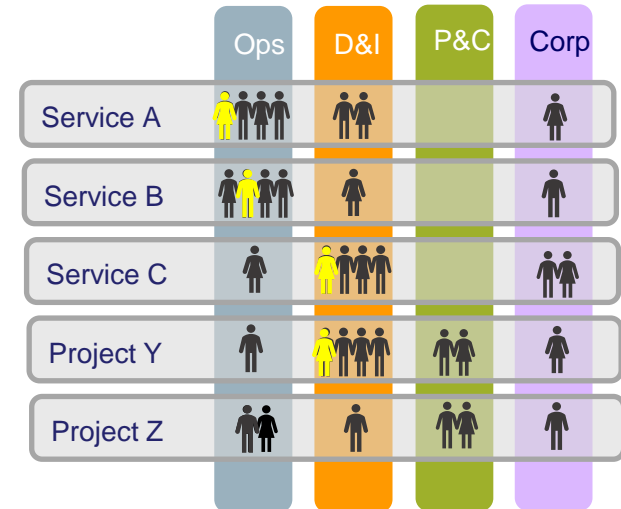 Ops D&I P&C Corp
Service A
Service B
Service C
Project Y
Project Z